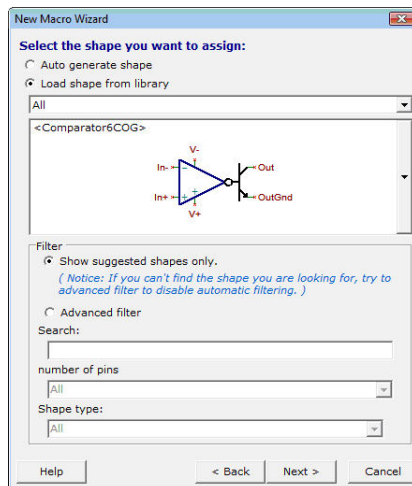 New Macro Wizard
Select the shape you want to assign:
Auto generate shape
Load shape from library
All
<Comparator6COG>
V-
In-
Out
In+
OutGnd
V+
Filter
Show suggested shapes only.
( Notice: If you can't find the shape you are looking for, try to
advanced filter to disable automatic filtering. )
Advanced filter
Search:
number of pins
All
Shape type:
All
Help
< Back
Next >
Cancel